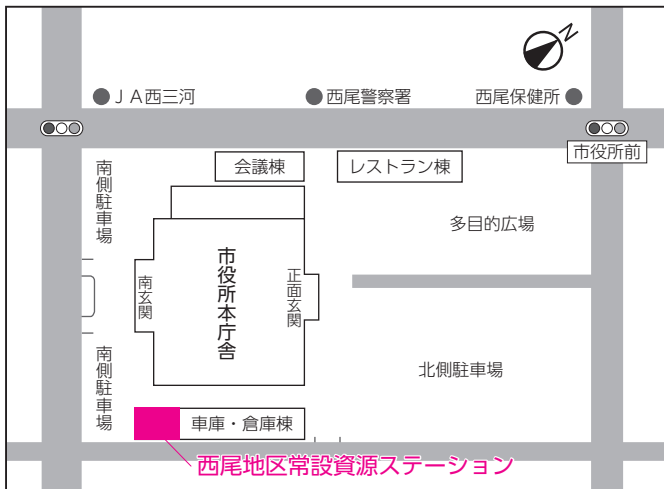 N
JA西三河
西尾警察署
西尾保健所
市役所前
会議棟
レストラン棟
南側駐車場
多目的広場
市役所本庁舎
南玄関
正面玄関
南側駐車場
北側駐車場
車庫・倉庫棟
西尾地区常設資源ステーション